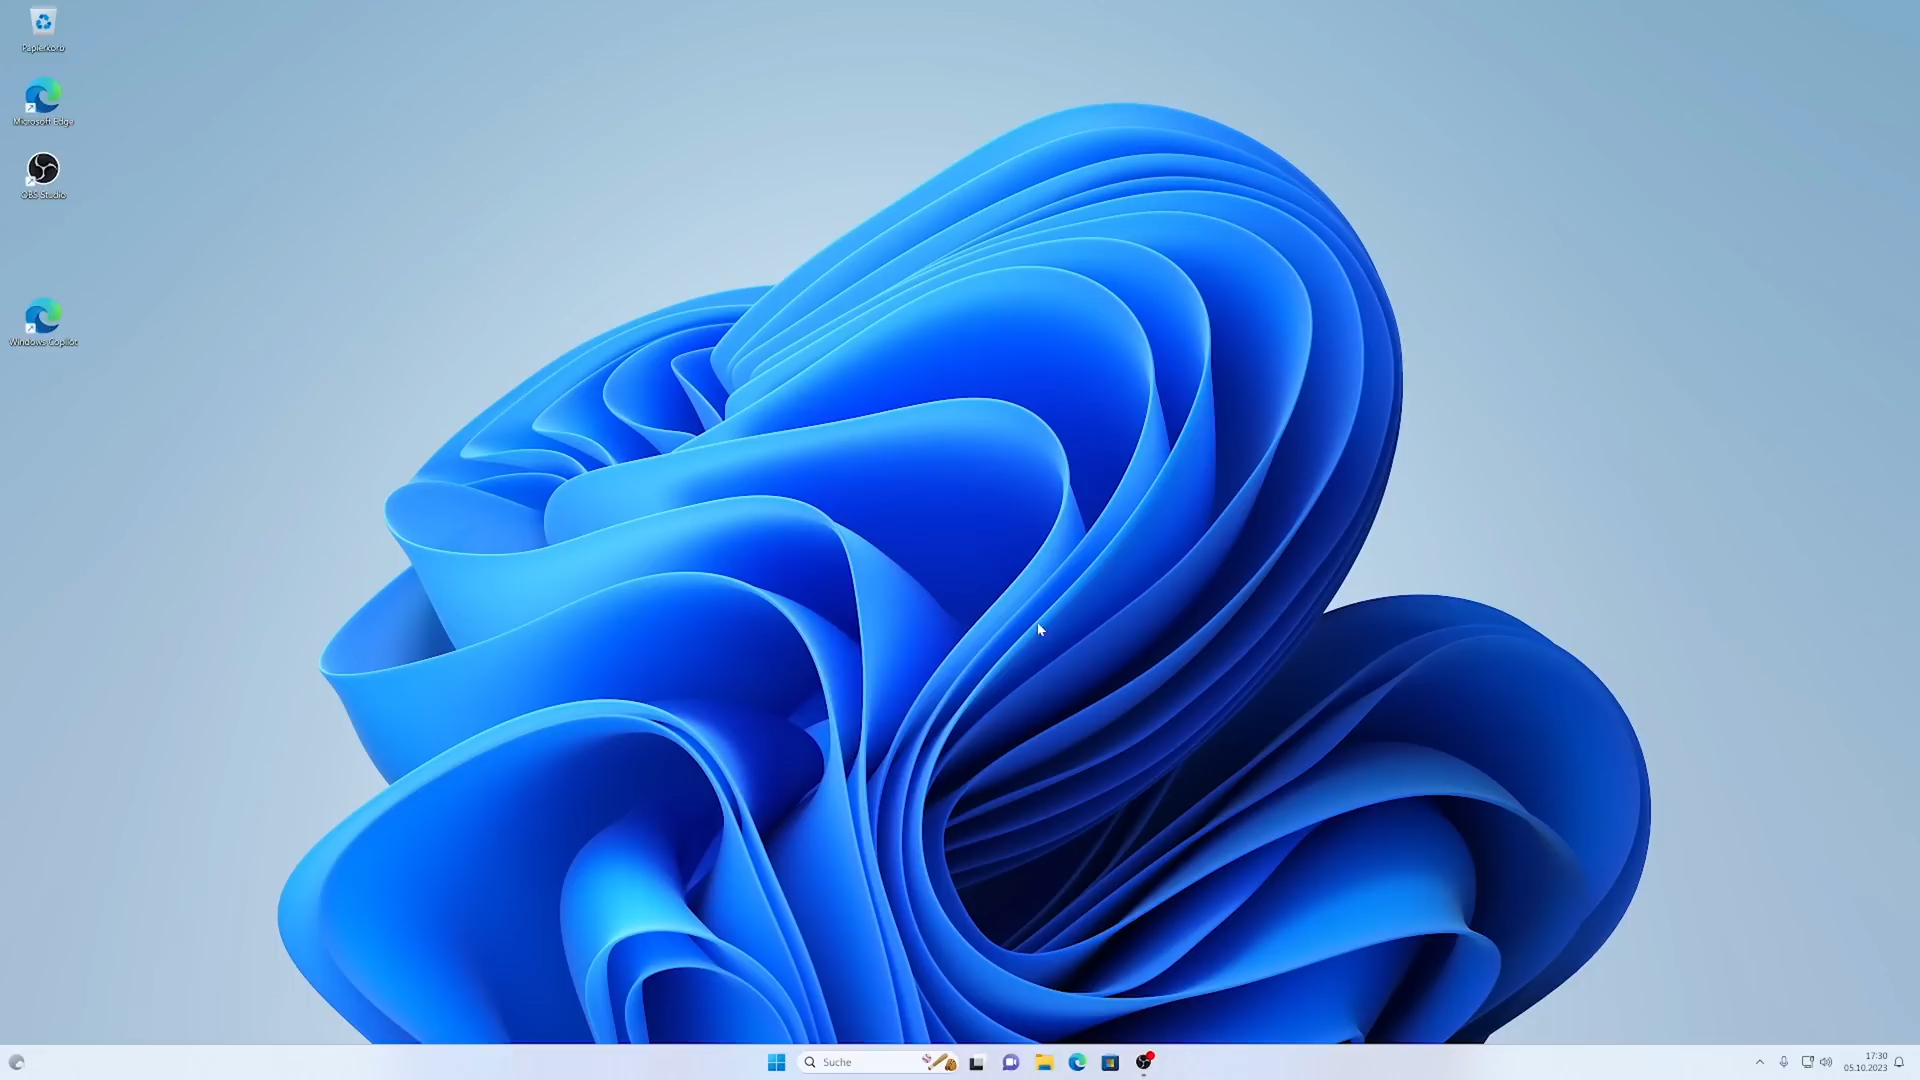 Papierkorb
Microsoft Edge
OBS Studio
Windows Copilot
Suche
17:30
05.10.2023